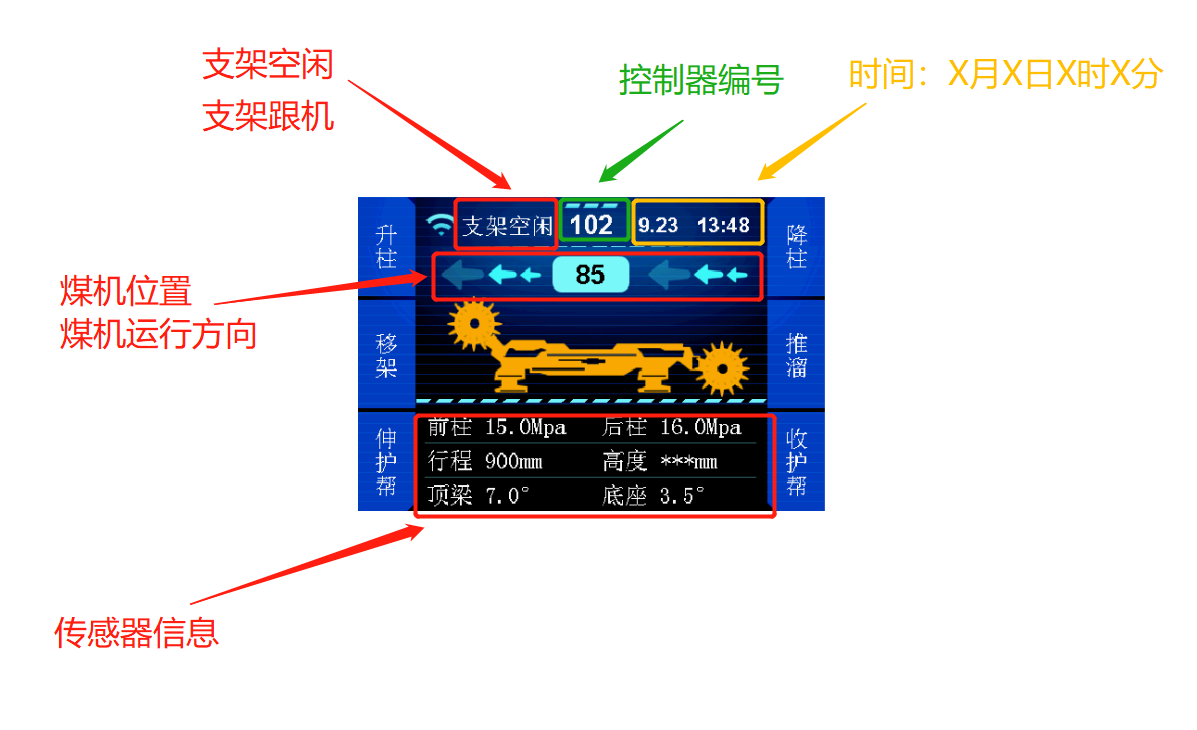 支架空闲
支架跟机
控制器编号
时间：X月X日X时X分
煤机位置
煤机运行方向
传感器信息
支架空闲 102 9.23 13:48
85
升柱
移架
伸护帮
降柱
推溜
收护帮
前柱 15.0Mpa 后柱 16.0Mpa
行程 900mm 高度 ***mm
顶梁 7.0° 底座 3.5°